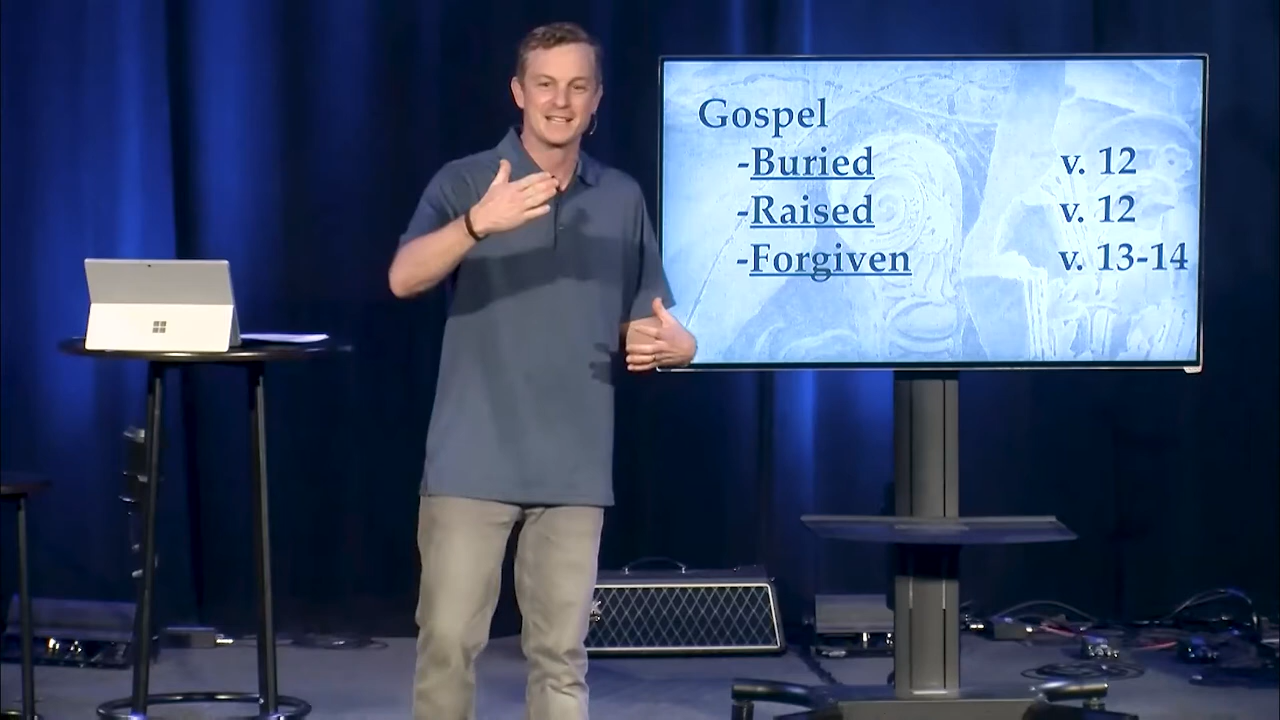 Gospel
-Buried v. 12
-Raised v. 12
-Forgiven v. 13-14